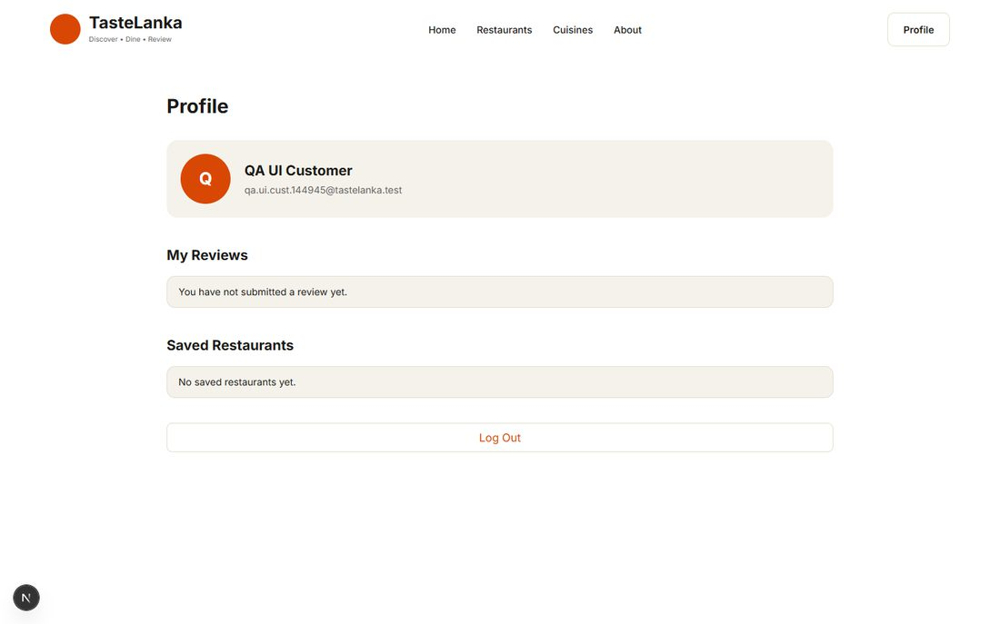 TasteLanka
Discover • Dine • Review
Home Restaurants Cuisines About
Profile
Profile
Q
QA UI Customer
qa.ui.cust.144945@tastelanka.test
My Reviews
You have not submitted a review yet.
Saved Restaurants
No saved restaurants yet.
Log Out
N